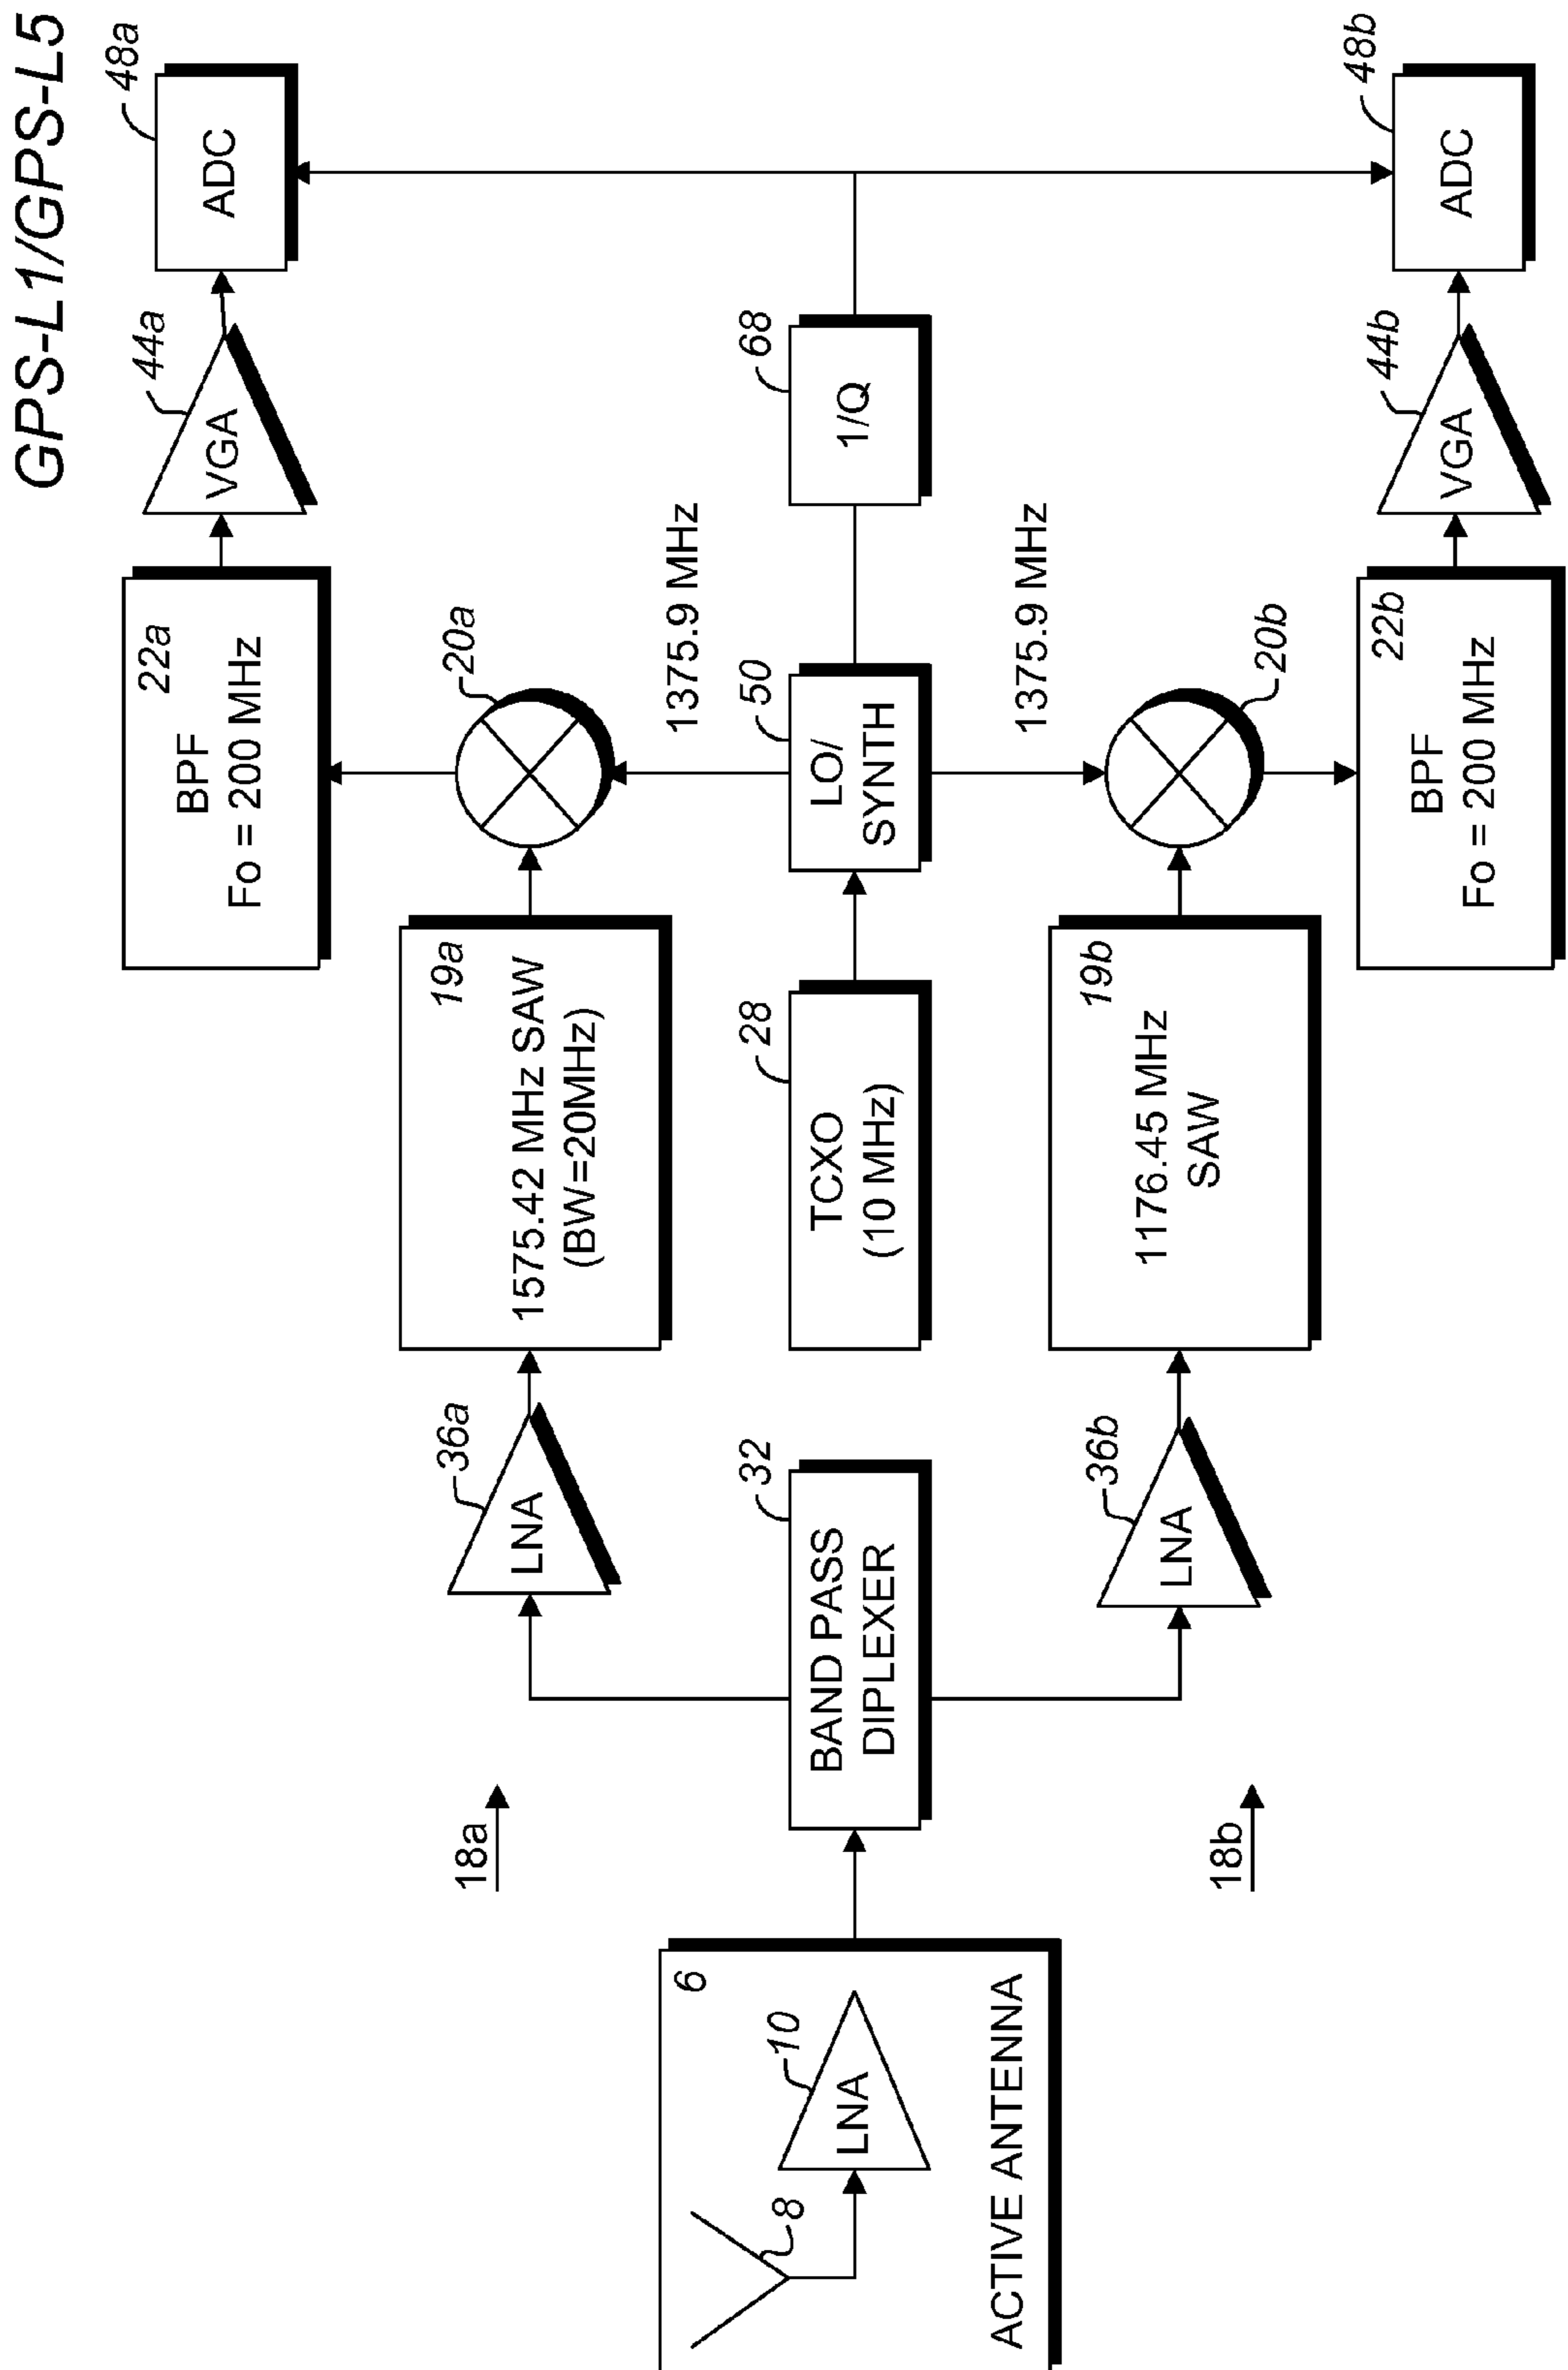 GPS-L1/GPS-L5
48a
ADC
44a
VGA
22a
BPF
Fo = 200 MHz
20a
19a
1575.42 MHz SAW
(BW=20MHz)
36a
LNA
18a
1375.9 MHz
68
1/Q
50
LO/
SYNTH
28
TCXO
(10 MHz)
32
BAND PASS
DIPLEXER
6
8
10
LNA
ACTIVE ANTENNA
1375.9 MHz
20b
19b
1176.45 MHz
SAW
36b
LNA
18b
22b
BPF
Fo = 200 MHz
44b
VGA
48b
ADC